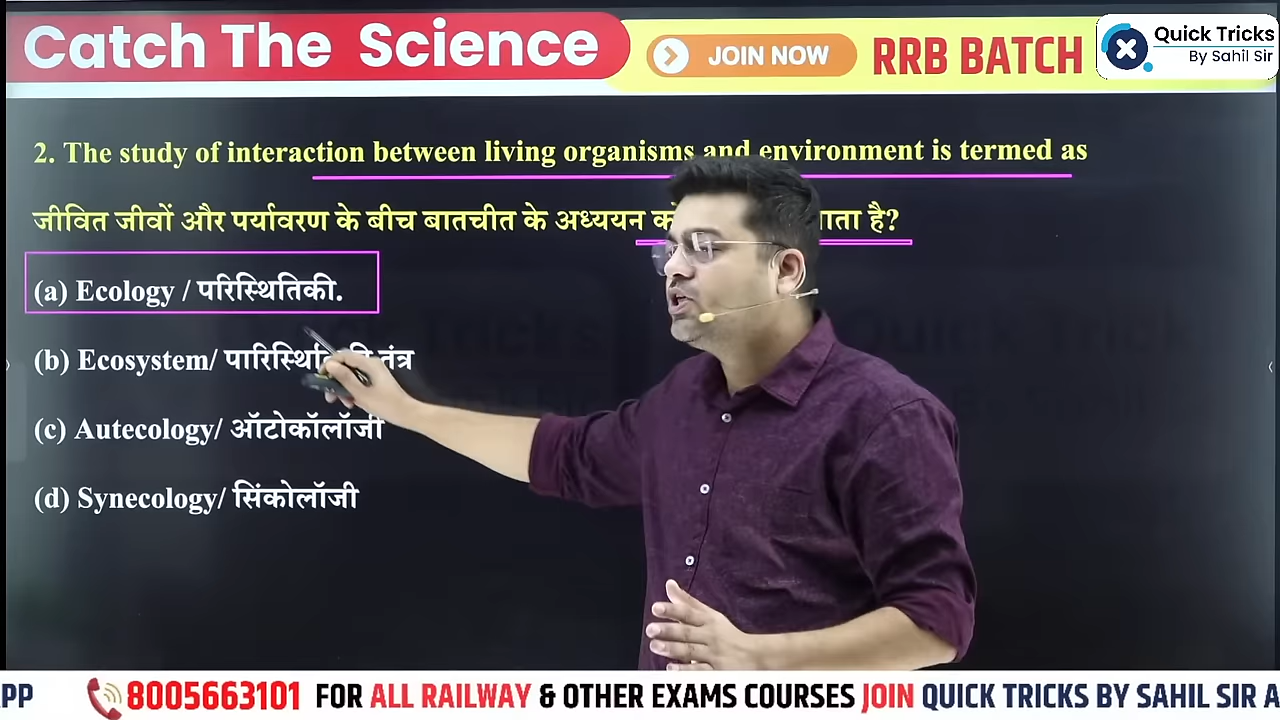 Catch The Science
JOIN NOW
RRB BATCH
Quick Tricks
By Sahil Sir
2. The study of interaction between living organisms and environment is termed as
जीवित जीवों और पर्यावरण के बीच बातचीत के अध्ययन है?
(a) Ecology / परिस्थितिकी.
(b) Ecosystem/ तंत्र
(c) Autecology/ ऑटोकॉलॉजी
(d) Synecology/ सिंकोलॉजी
8005663101 FOR ALL RAILWAY & OTHER EXAMS COURSES JOIN QUICK TRICKS BY SAHIL SIR